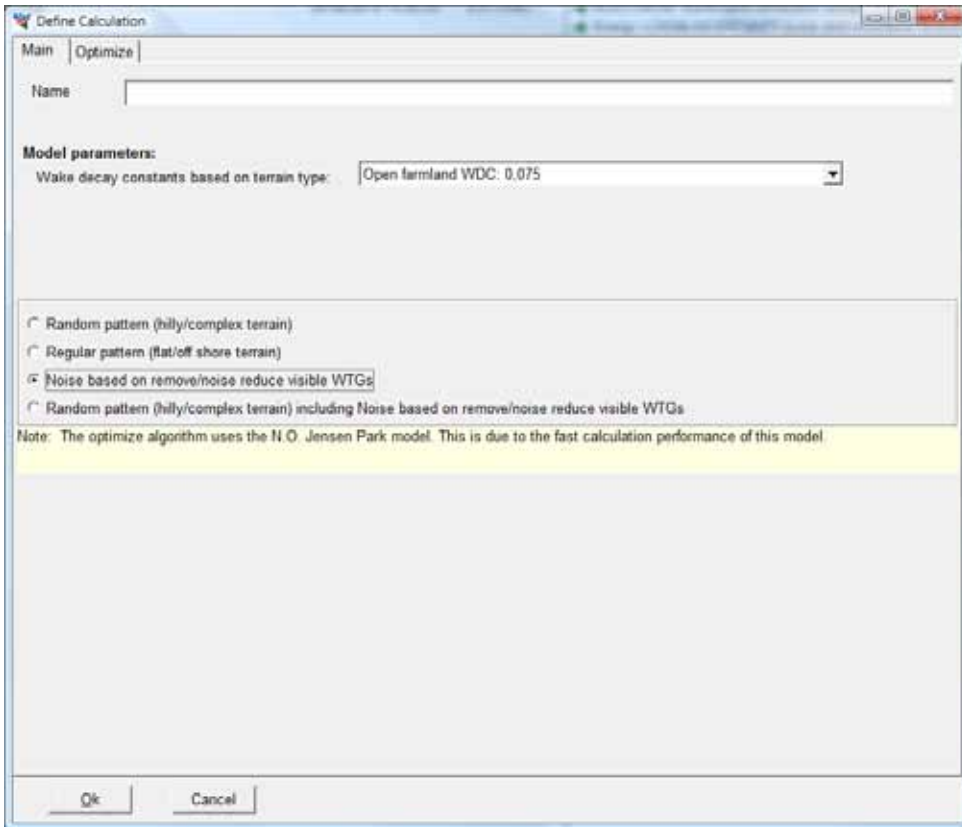 Define Calculation
Main Optimize
Name
Model parameters:
Wake decay constants based on terrain type: Open farmland WDC: 0,075
Random pattern (hilly/complex terrain)
Regular pattern (flat/off shore terrain)
Noise based on remove/noise reduce visible WTGs
Random pattern (hilly/complex terrain) including Noise based on remove/noise reduce visible WTGs
Note: The optimize algorithm uses the N.O. Jensen Park model. This is due to the fast calculation performance of this model.
Ok Cancel